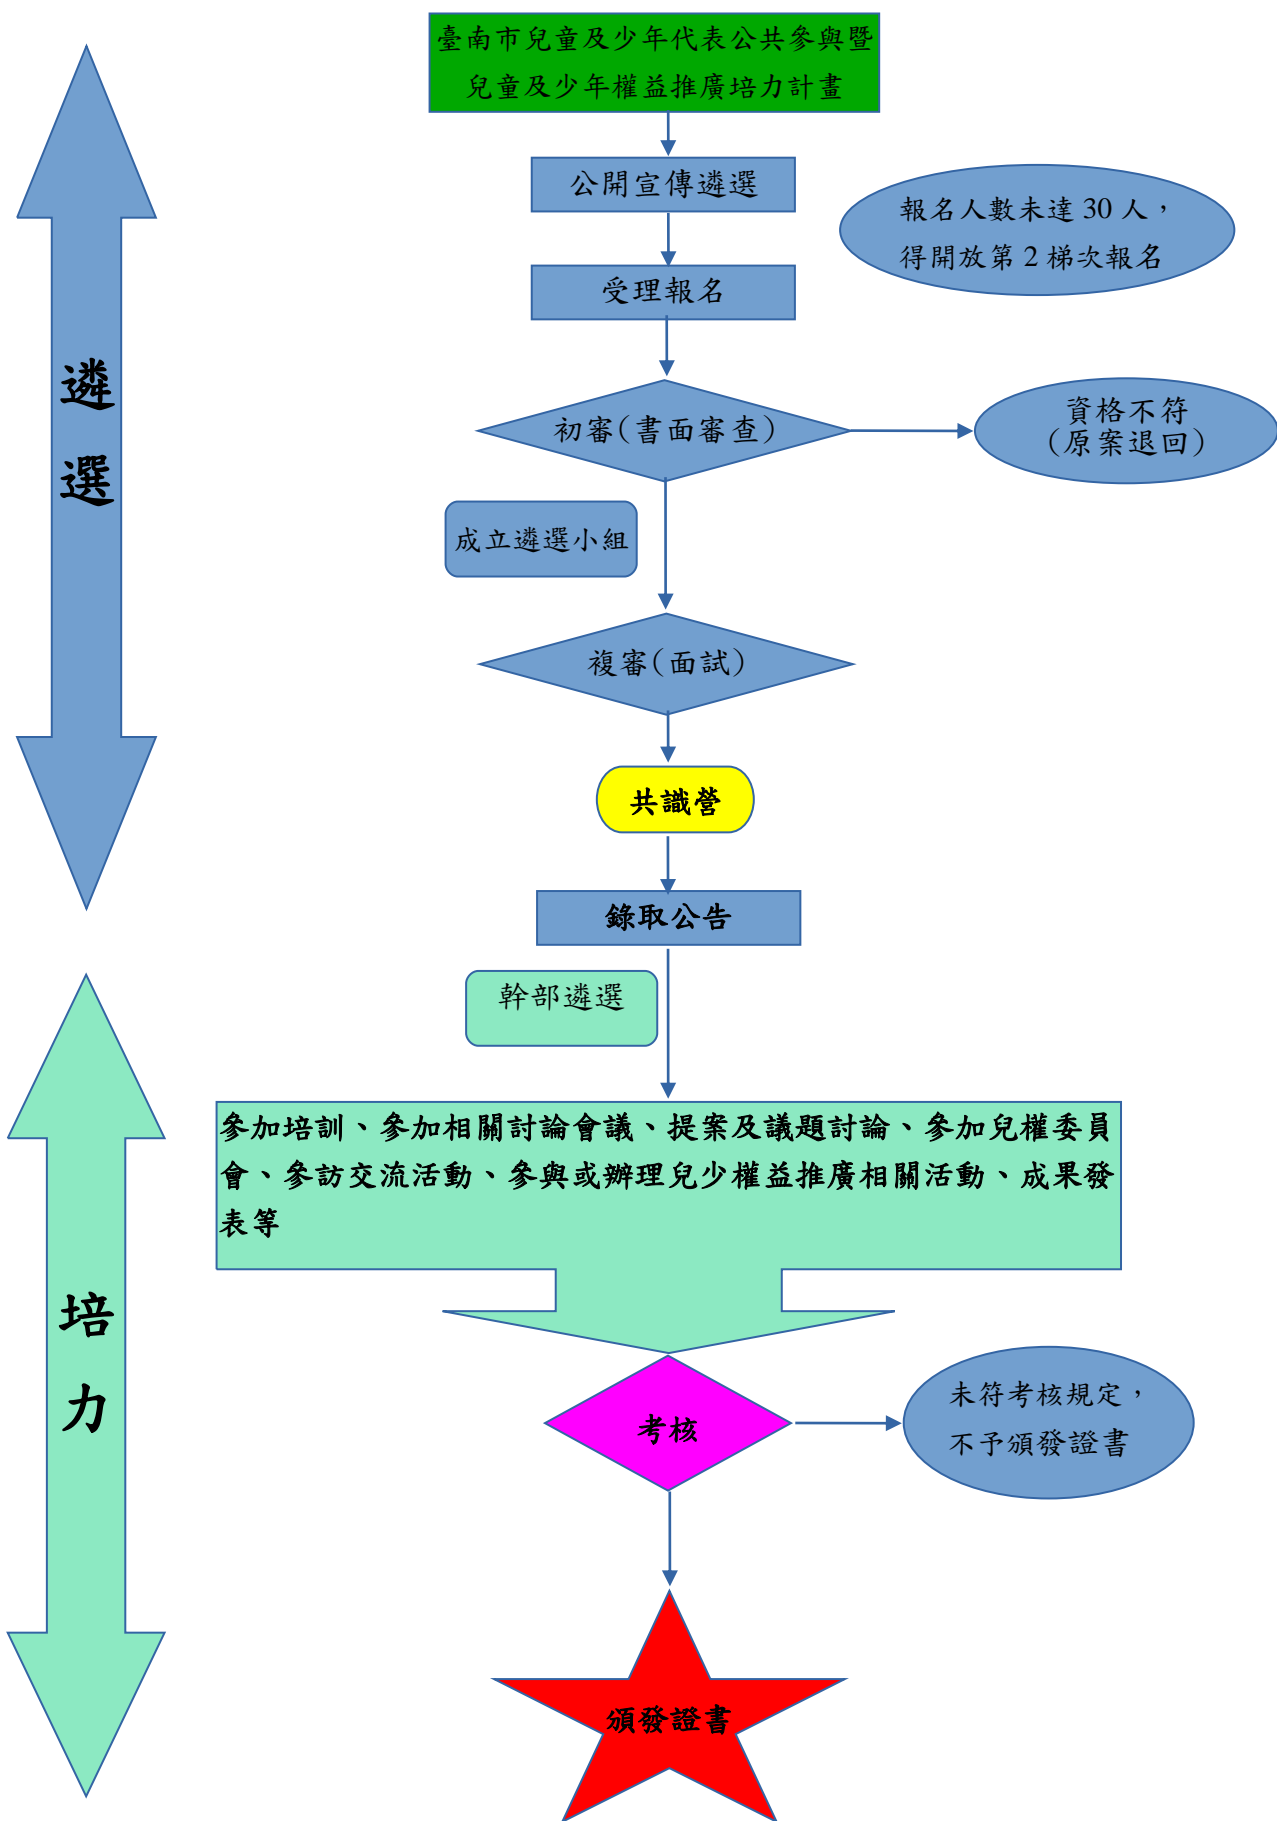 臺南市兒童及少年代表公共參與暨
兒童及少年權益推廣培力計畫
公開宣傳遴選
報名人數未達 30 人，
得開放第 2 梯次報名
受理報名
遴
選
初審(書面審查)
資格不符
(原案退回)
成立遴選小組
複審(面試)
共識營
錄取公告
幹部遴選
參加培訓、參加相關討論會議、提案及議題討論、參加兒權委員
會、參訪交流活動、參與或辦理兒少權益推廣相關活動、成果發
表等
培
力
考核
未符考核規定，
不予頒發證書
頒發證書